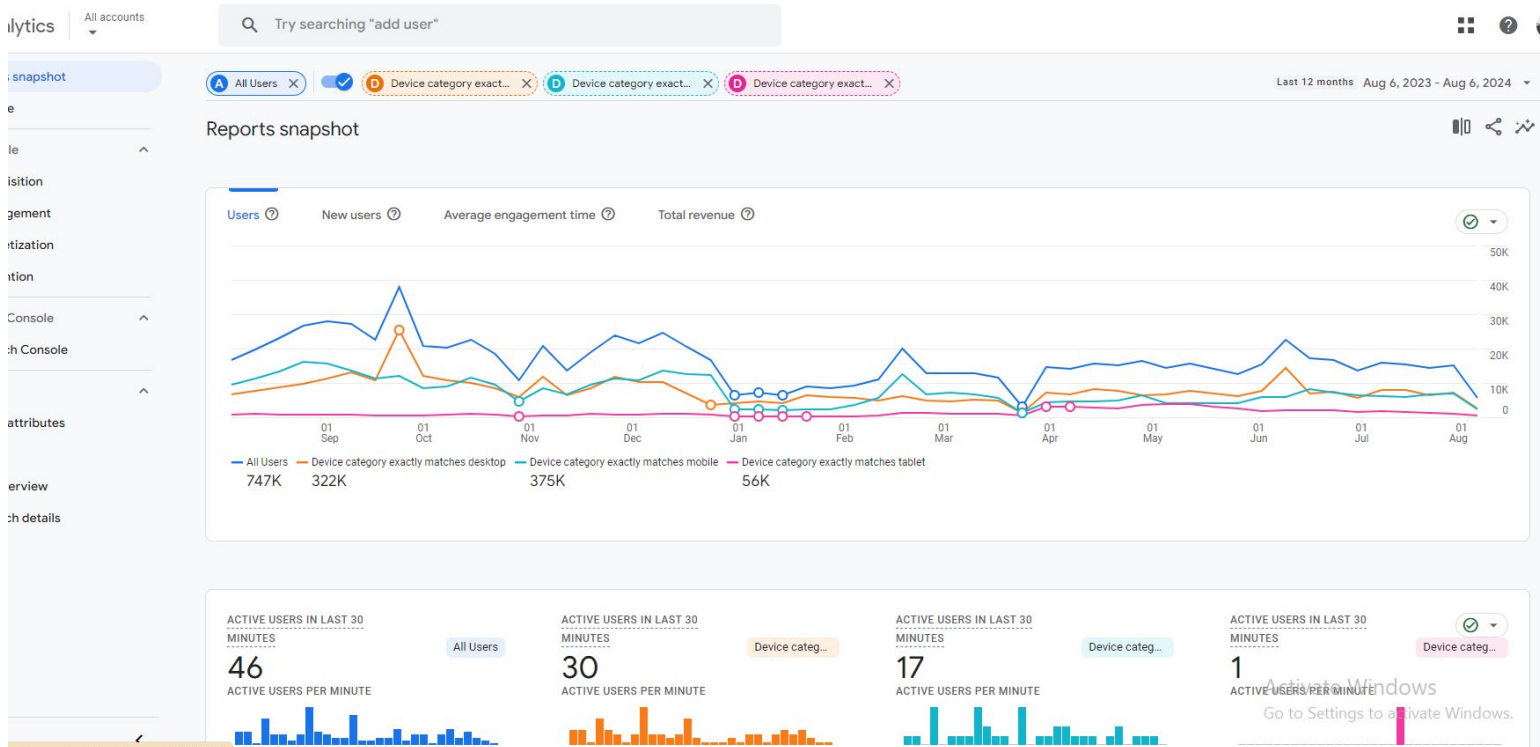 alytics
All accounts
Try searching "add user"
snapshot
A All Users
D Device category exact...
D Device category exact...
D Device category exact...
Last 12 months Aug 6, 2023 - Aug 6, 2024
Reports snapshot
e
le
isition
gement
etization
ntion
Console
ch Console
attributes
erview
ch details
Users
New users
Average engagement time
Total revenue
50K
40K
30K
20K
10K
0
01 Sep
01 Oct
01 Nov
01 Dec
01 Jan
01 Feb
01 Mar
01 Apr
01 May
01 Jun
01 Jul
01 Aug
All Users
747K
Device category exactly matches desktop
322K
Device category exactly matches mobile
375K
Device category exactly matches tablet
56K
ACTIVE USERS IN LAST 30
MINUTES
All Users
46
ACTIVE USERS PER MINUTE
ACTIVE USERS IN LAST 30
MINUTES
Device categ...
30
ACTIVE USERS PER MINUTE
ACTIVE USERS IN LAST 30
MINUTES
Device categ...
17
ACTIVE USERS PER MINUTE
ACTIVE USERS IN LAST 30
MINUTES
Device categ...
1
ACTIVE USERS PER MINUTE
Activate Windows
Go to Settings to activate Windows.